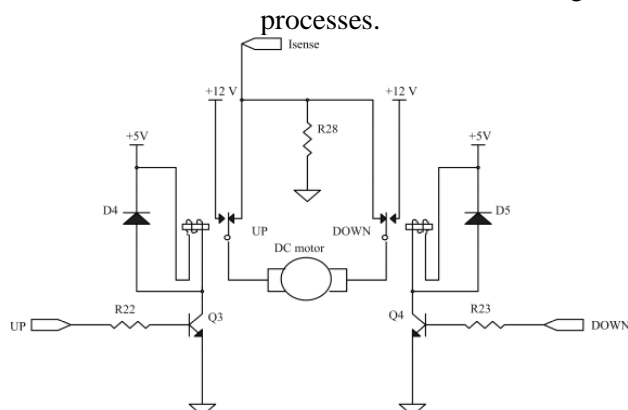 processes.
Isense
+12 V
+12 V
R28
+5V
+5V
D4
D5
UP
DOWN
DC motor
R22
Q3
Q4
R23
UP
DOWN